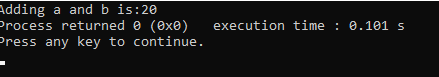 Adding a and b is:20
Process returned 0 (0x0)   execution time : 0.101 s
Press any key to continue.